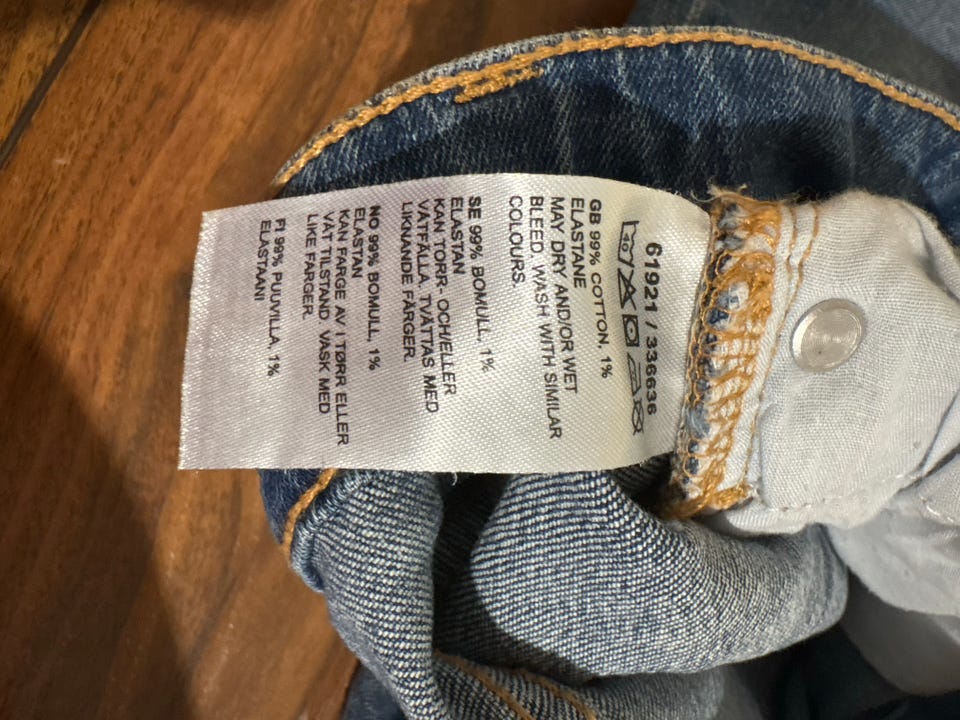 61921 / 336636
40
GB 99% COTTON, 1%
ELASTANE
MAY DRY AND/OR WET
BLEED. WASH WITH SIMILAR
COLOURS.
SE 99% BOMULL, 1%
ELASTAN
KAN TORR- OCH/ELLER
VÅTFÄLLA. TVÄTTAS MED
LIKNANDE FÄRGER.
NO 99% BOMULL, 1%
ELASTAN
KAN FARGE AV I TØRR ELLER
VÅT TILSTAND. VASK MED
LIKE FARGER.
FI 99% PUUVILLA, 1%
ELASTAANI